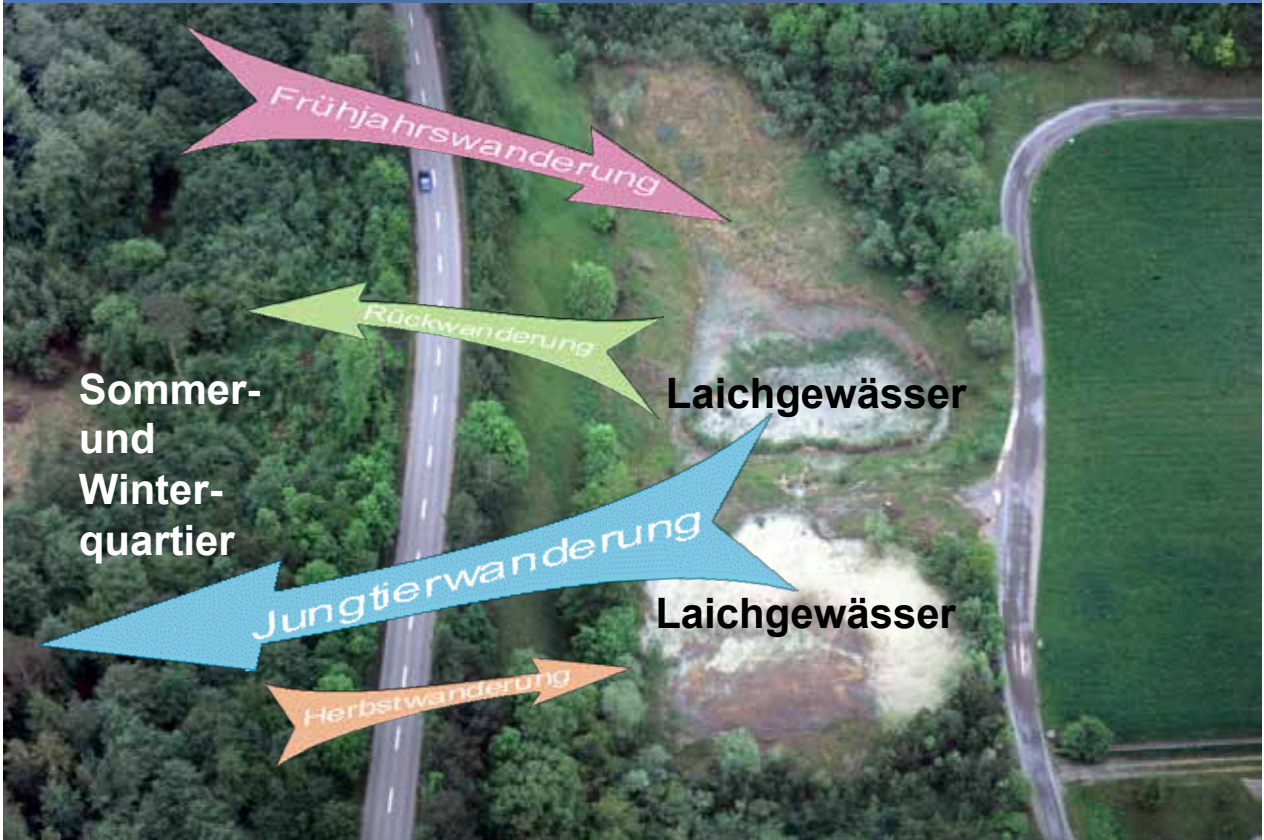 Frühjahrswanderung
Rückwanderung
Sommer-
und
Winter-
quartier
Laichgewässer
Jungtierwanderung
Laichgewässer
Herbstwanderung